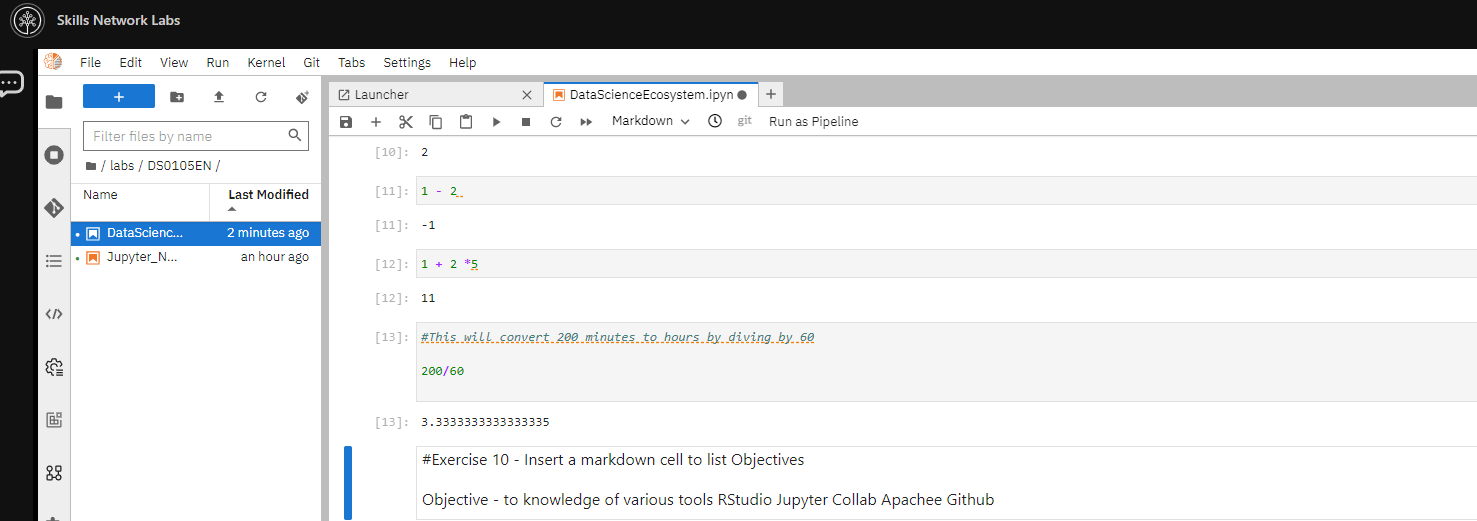 Skills Network Labs
File Edit View Run Kernel Git Tabs Settings Help
Launcher
DataScienceEcosystem.ipyn
Markdown
git
Run as Pipeline
Filter files by name
/ labs / DS0105EN /
Name Last Modified
DataScienc... 2 minutes ago
Jupyter_N... an hour ago
[10]: 2
[11]: 1 - 2
[11]: -1
[12]: 1 + 2 *5
[12]: 11
[13]: #This will convert 200 minutes to hours by diving by 60
200/60
[13]: 3.3333333333333335
#Exercise 10 - Insert a markdown cell to list Objectives
Objective - to knowledge of various tools RStudio Jupyter Collab Apachee Github